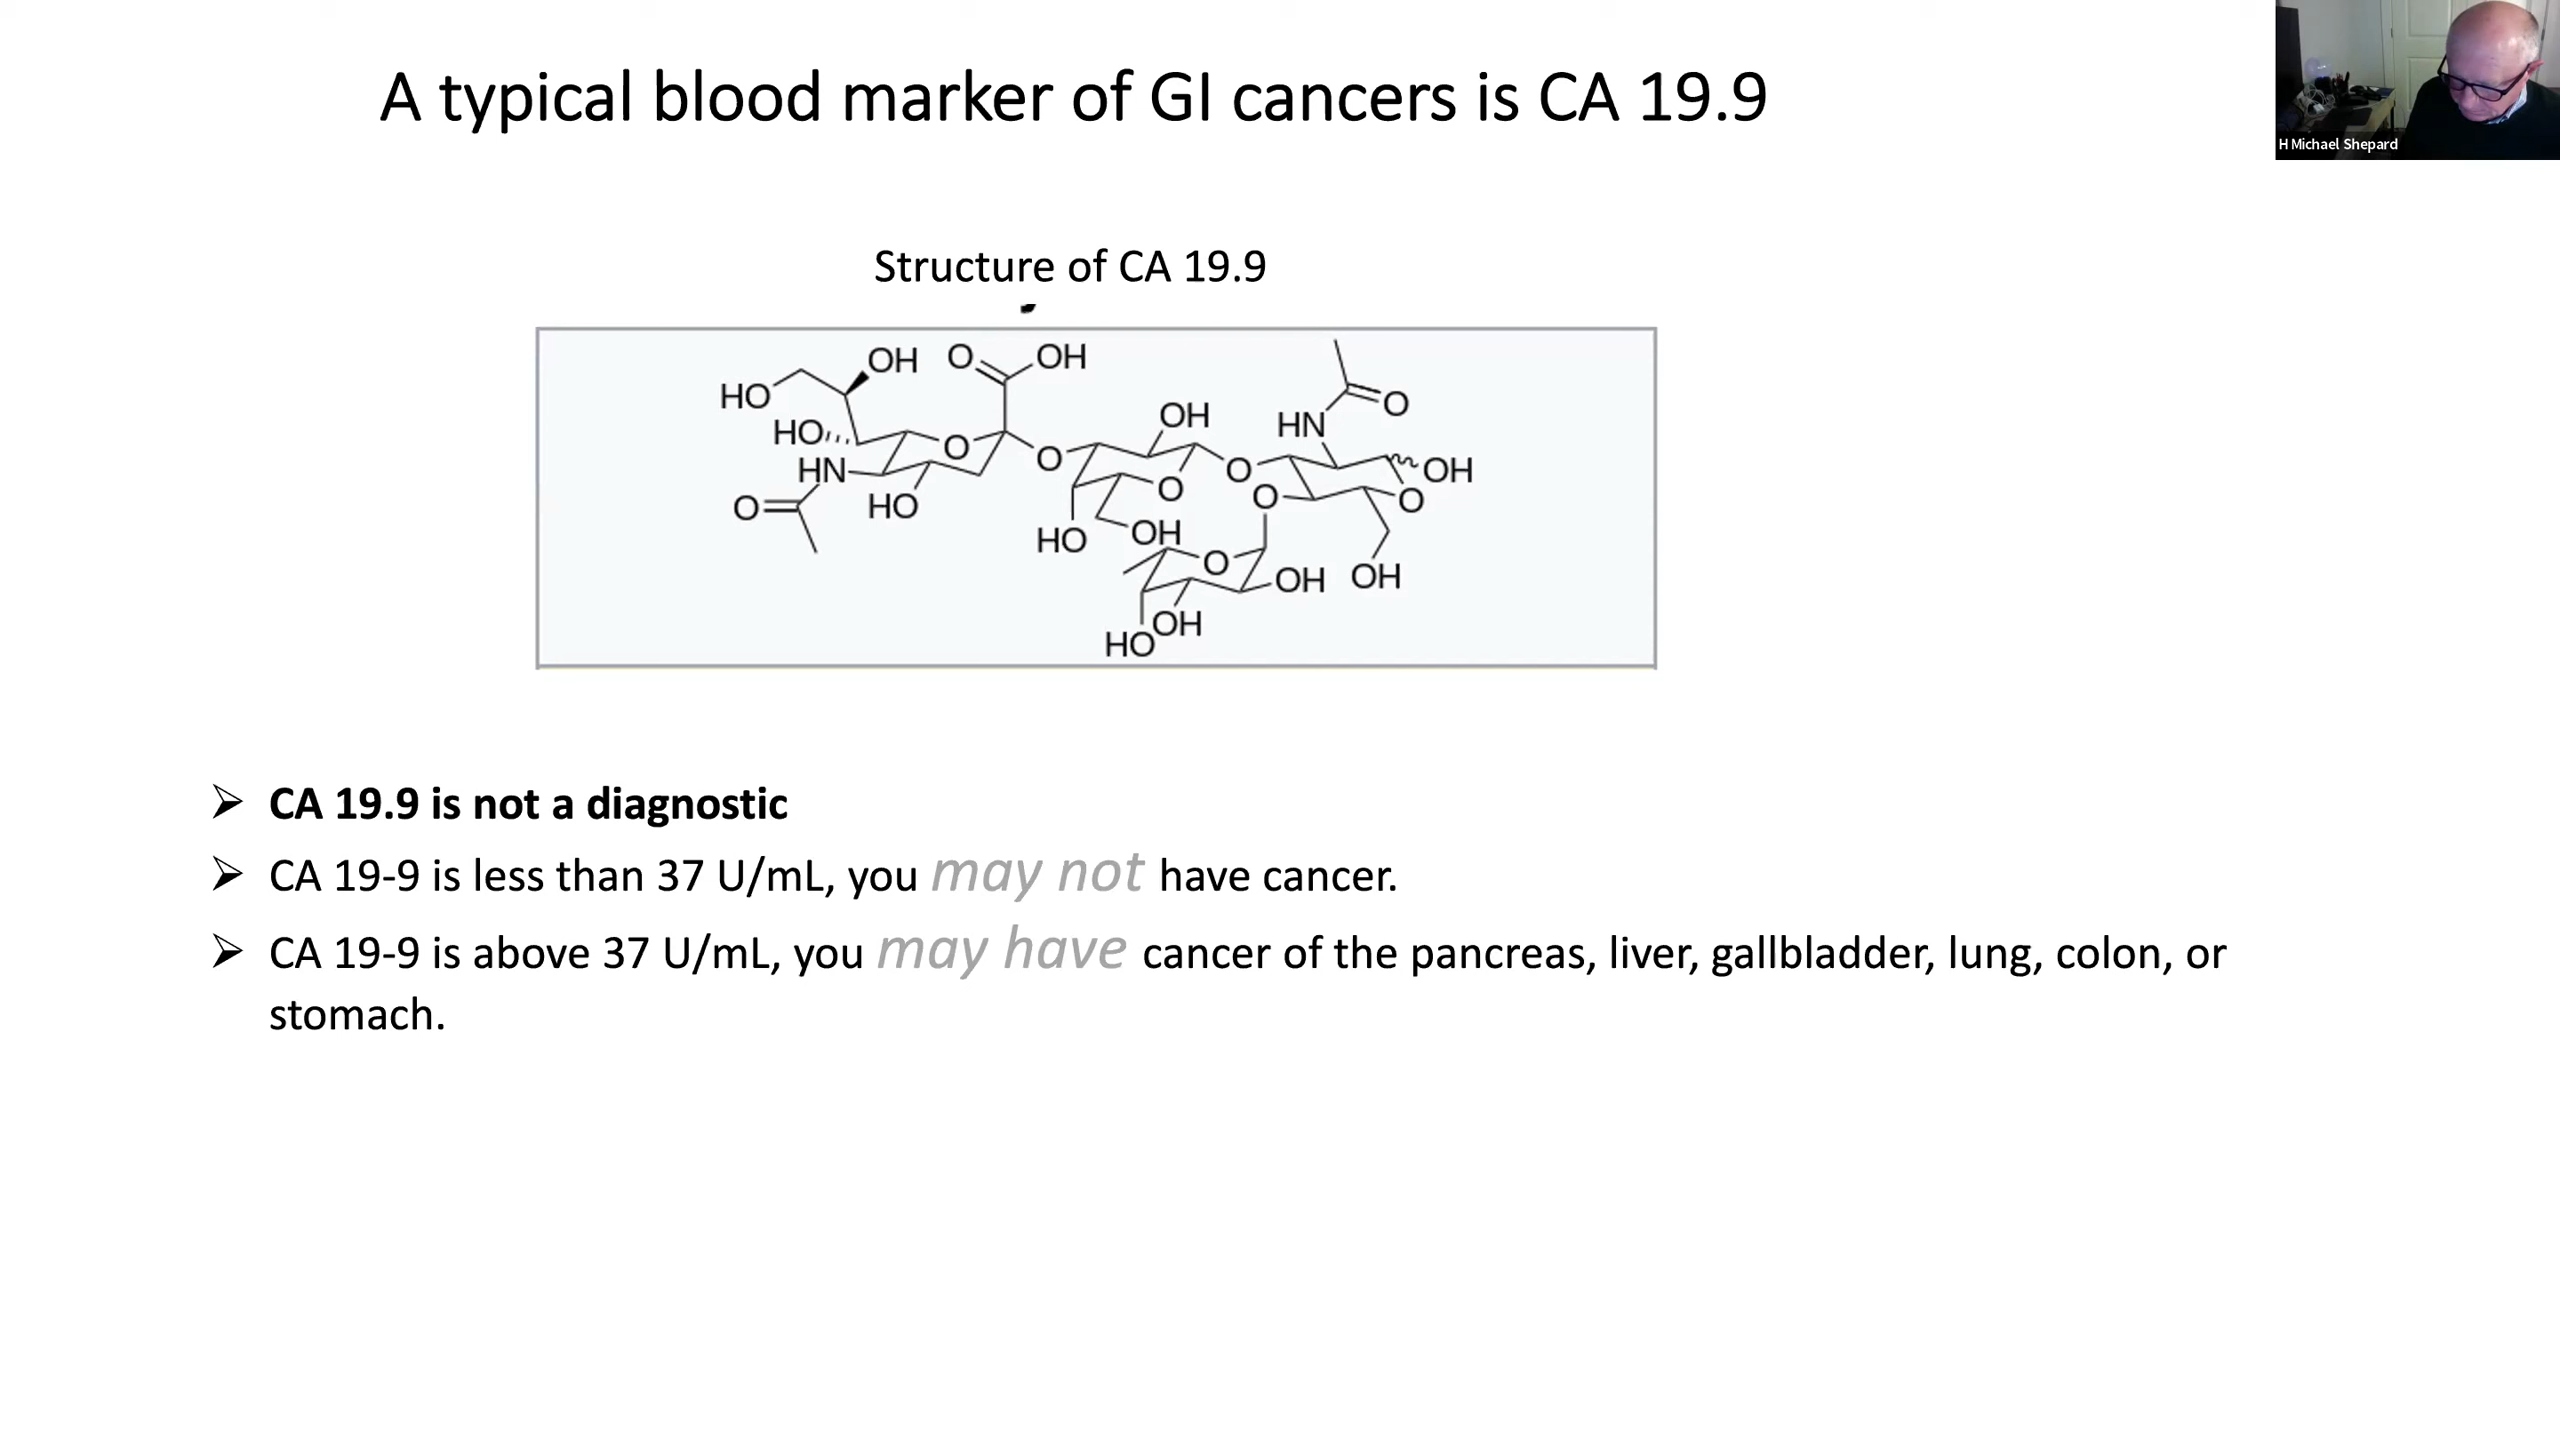 A typical blood marker of GI cancers is CA 19.9
H Michael Shepard
Structure of CA 19.9
OH O OH
HO
O
OH
HN
HO
O
O
HN
O
OH
O
O
O
O
HO
O
HO
OH
O
OH
OH
OH
HO
➢ CA 19.9 is not a diagnostic
➢ CA 19-9 is less than 37 U/mL, you may not have cancer.
➢ CA 19-9 is above 37 U/mL, you may have cancer of the pancreas, liver, gallbladder, lung, colon, or
stomach.